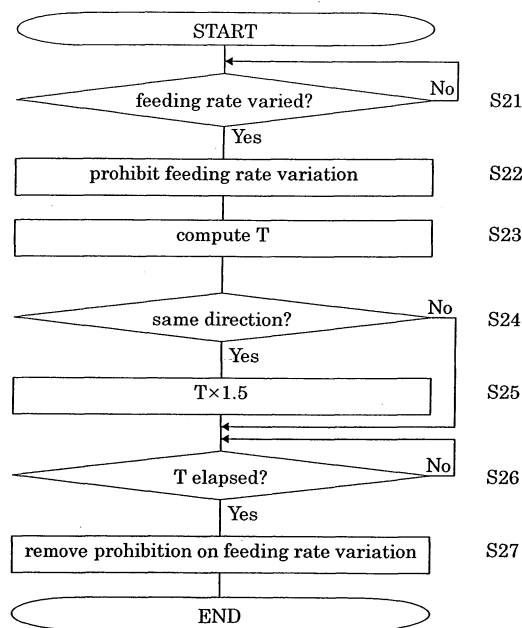 START
No
feeding rate varied?
S21
Yes
prohibit feeding rate variation
S22
compute T
S23
No
same direction?
S24
Yes
T×1.5
S25
No
T elapsed?
S26
Yes
remove prohibition on feeding rate variation
S27
END